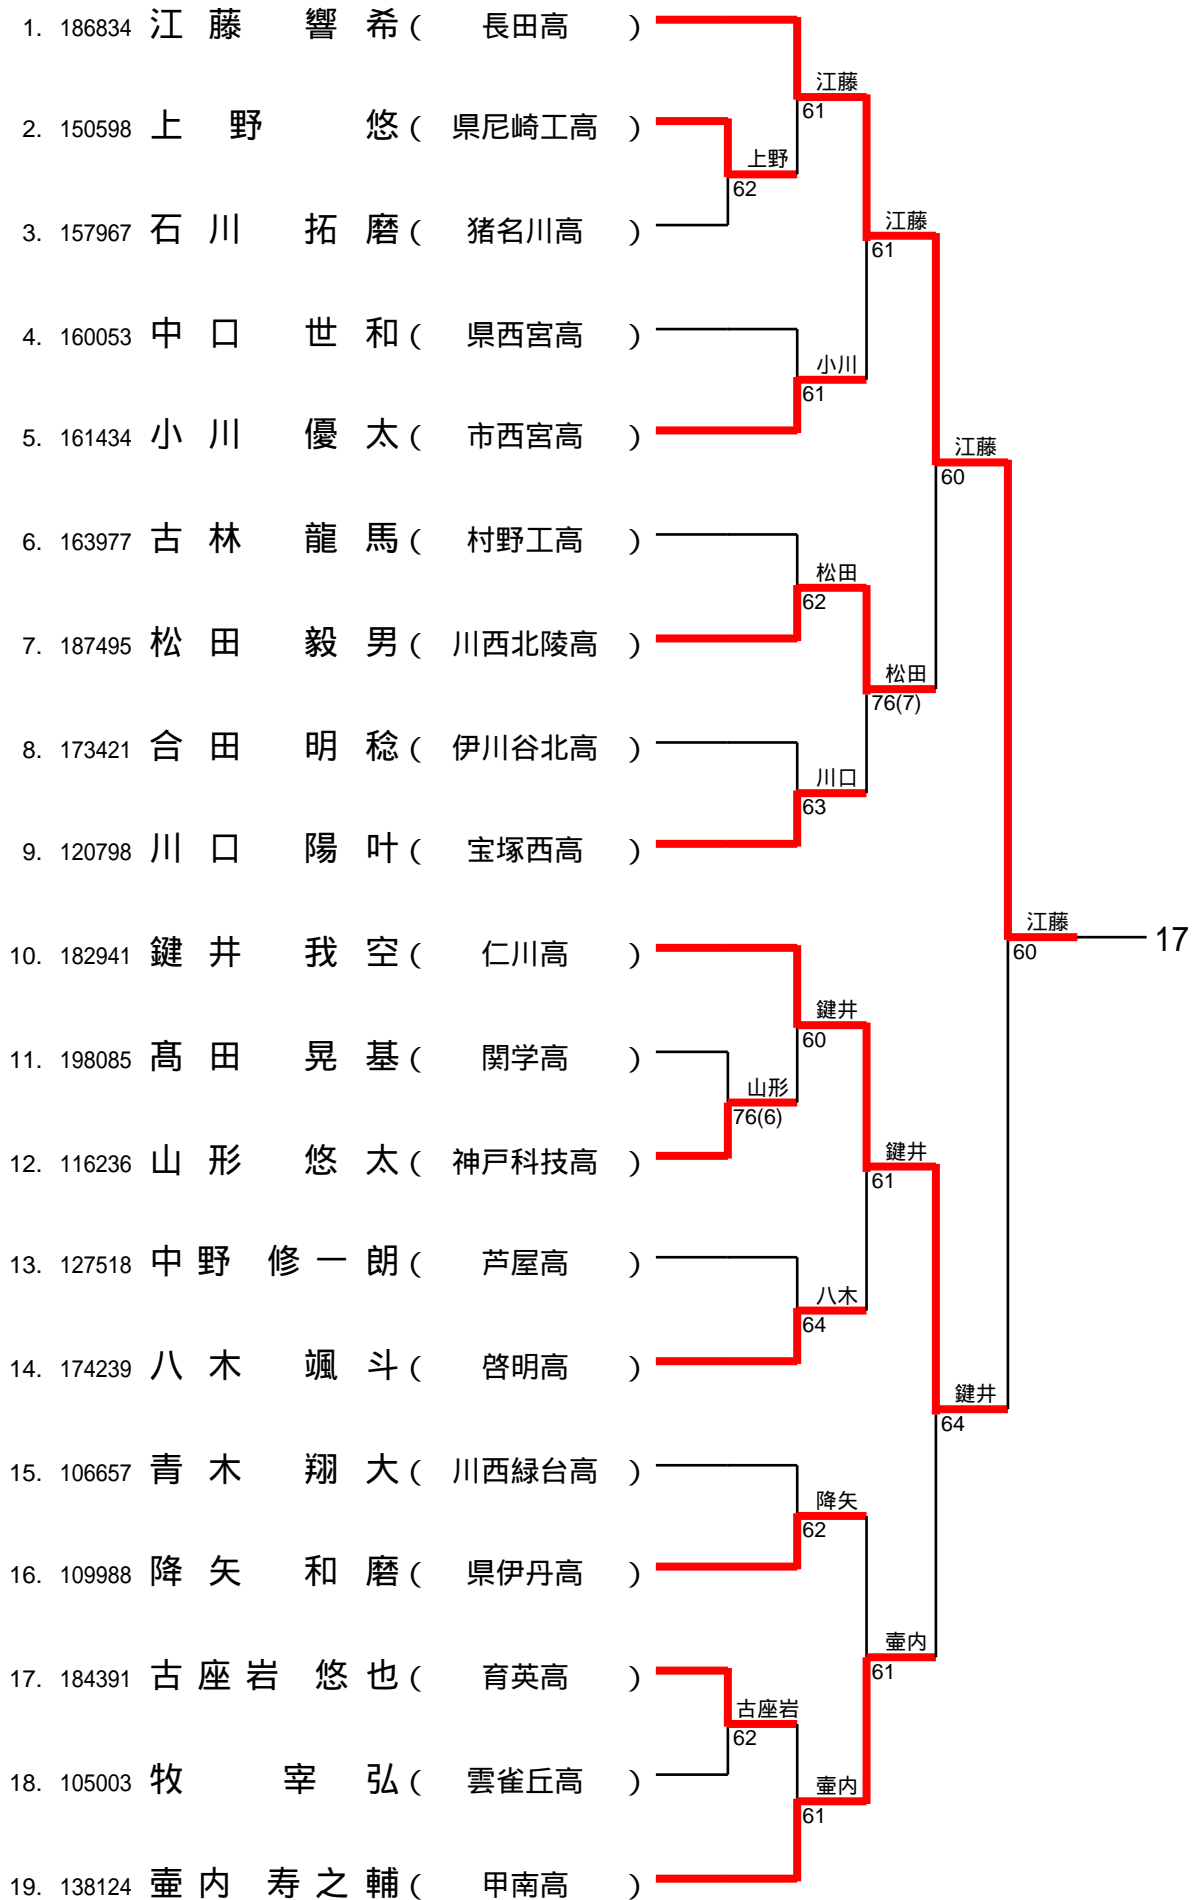 1. 186834 江藤 響希 ( 長田高 )
江藤
61
2. 150598 上野 悠 ( 県尼崎工高 )
上野
62
3. 157967 石川 拓磨 ( 猪名川高 )
江藤
61
4. 160053 中口 世和 ( 県西宮高 )
小川
61
5. 161434 小川 優太 ( 市西宮高 )
江藤
60
6. 163977 古林 龍馬 ( 村野工高 )
松田
62
7. 187495 松田 毅男 ( 川西北陵高 )
松田
76(7)
8. 173421 合田 明稔 ( 伊川谷北高 )
川口
63
9. 120798 川口 陽叶 ( 宝塚西高 )
江藤
17
60
10. 182941 鍵井 我空 ( 仁川高 )
鍵井
60
11. 198085 髙田 晃基 ( 関学高 )
山形
76(6)
12. 116236 山形 悠太 ( 神戸科技高 )
鍵井
61
13. 127518 中野 修一朗 ( 芦屋高 )
八木
64
14. 174239 八木 颯斗 ( 啓明高 )
鍵井
64
15. 106657 青木 翔大 ( 川西緑台高 )
降矢
62
16. 109988 降矢 和磨 ( 県伊丹高 )
壷内
61
17. 184391 古座岩 悠也 ( 育英高 )
古座岩
62
18. 105003 牧 宰弘 ( 雲雀丘高 )
壷内
61
19. 138124 壷内 寿之輔 ( 甲南高 )